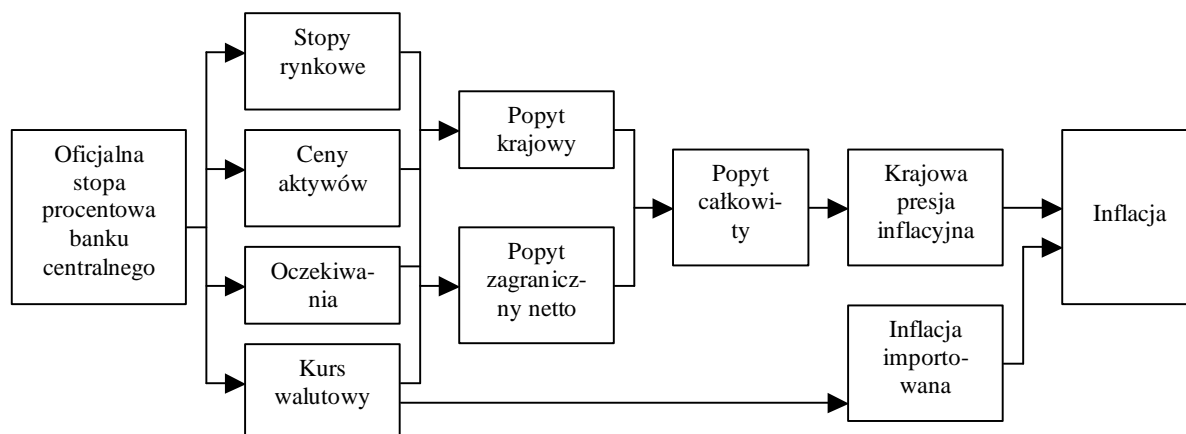 Oficjalna
stopa
procentowa
banku
centralnego
Stopy
rynkowe
Ceny
aktywów
Oczekiwa-
nia
Kurs
walutowy
Popyt
krajowy
Popyt
zagranicz-
ny netto
Popyt
całkowi-
ty
Krajowa
presja
inflacyjna
Inflacja
importo-
wana
Inflacja